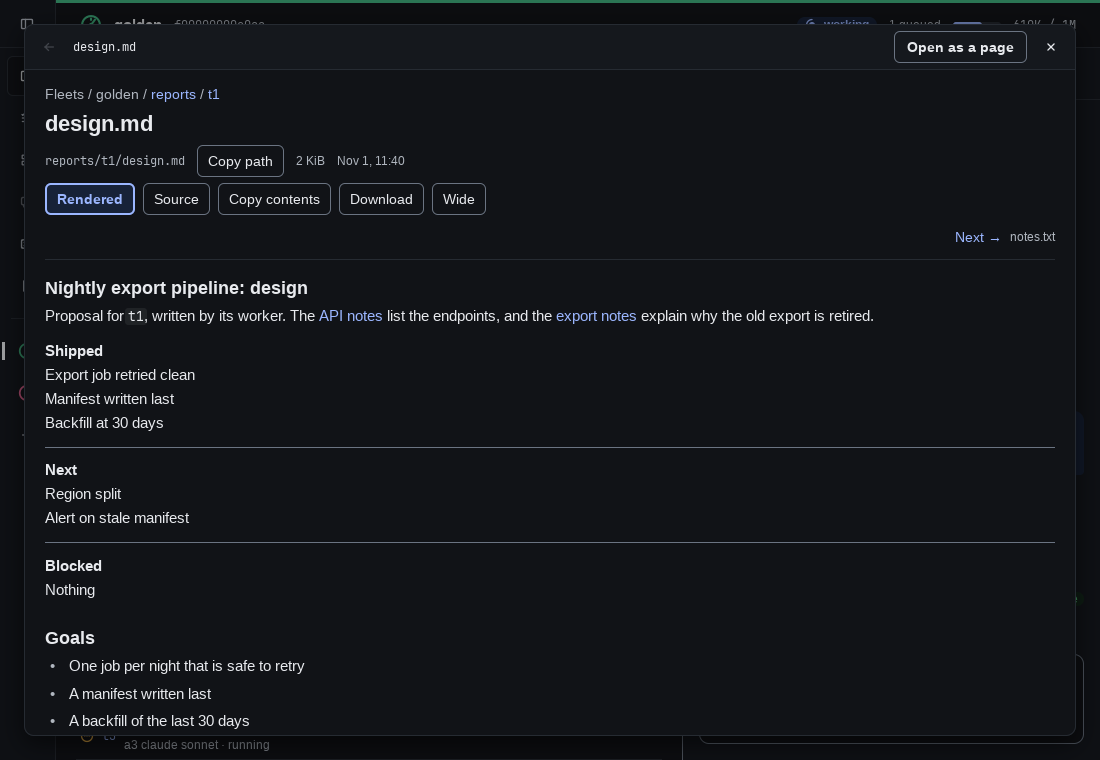 design.md
Open as a page
Fleets / golden / reports / t1
design.md
reports/t1/design.md Copy path 2 KiB Nov 1, 11:40
Rendered Source Copy contents Download Wide
Next → notes.txt
Nightly export pipeline: design
Proposal for t1, written by its worker. The API notes list the endpoints, and the export notes explain why the old export is retired.
Shipped
Export job retried clean
Manifest written last
Backfill at 30 days
Next
Region split
Alert on stale manifest
Blocked
Nothing
Goals
• One job per night that is safe to retry
• A manifest written last
• A backfill of the last 30 days
a3 claude sonnet · running